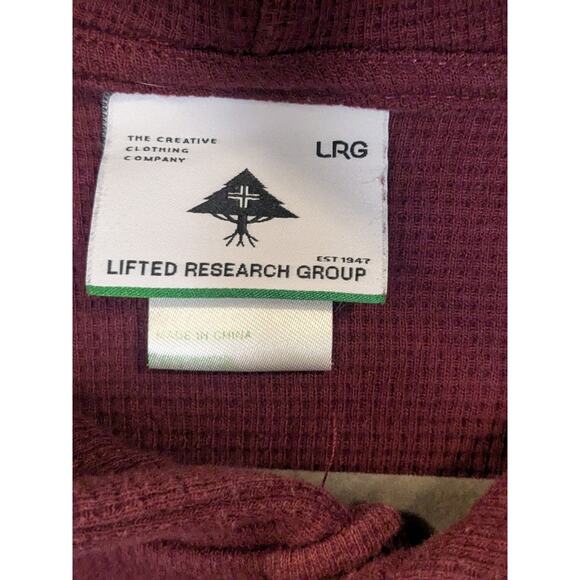 THE CREATIVE
CLOTHING
COMPANY
LRG
EST 1947
LIFTED RESEARCH GROUP
MADE IN CHINA